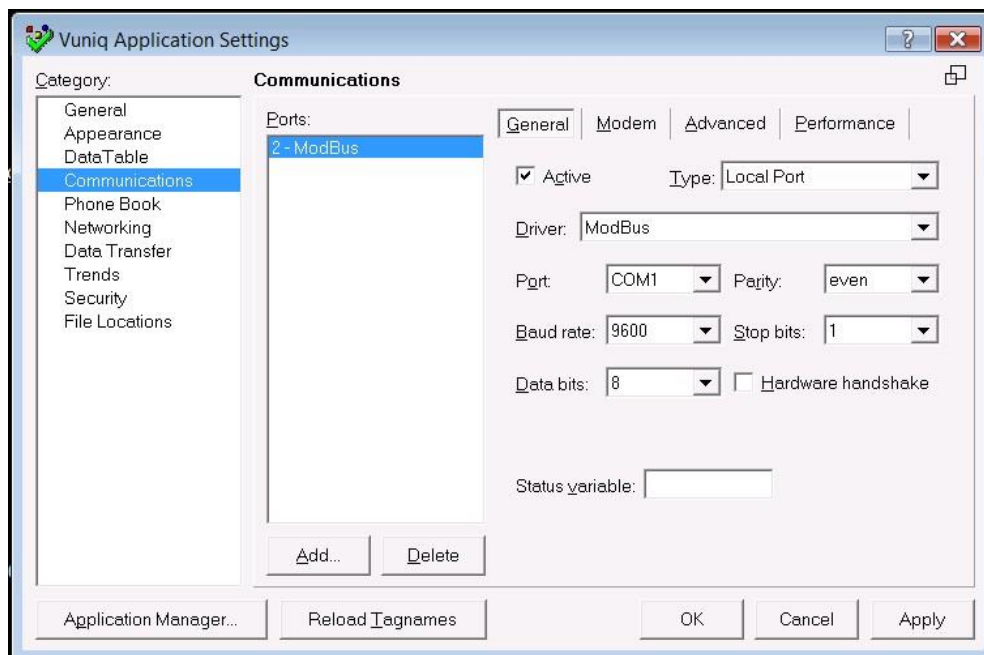 Vuniq Application Settings
Category:
General
Appearance
DataTable
Communications
Phone Book
Networking
Data Transfer
Trends
Security
File Locations
Communications
Ports:
2 - ModBus
Add...
Delete
General Modem Advanced Performance
Active Type: Local Port
Driver: ModBus
Port: COM1 Parity: even
Baud rate: 9600 Stop bits: 1
Data bits: 8 Hardware handshake
Status variable:
Application Manager... Reload Tagnames OK Cancel Apply